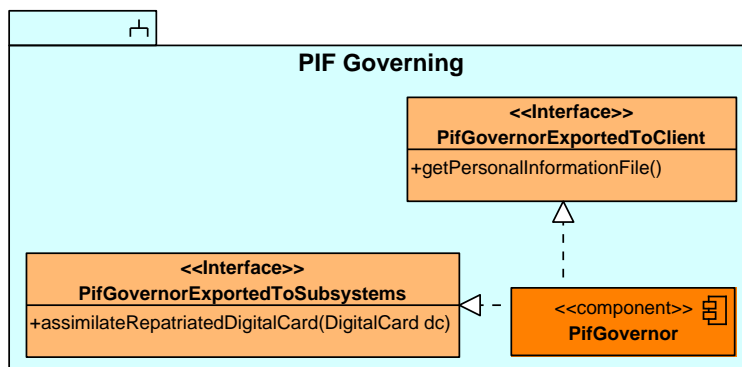 PIF Governing
<<Interface>>
PifGovernorExportedToClient
+getPersonalInformationFile()
<<Interface>>
PifGovernorExportedToSubsystems
+assimilateRepatriatedDigitalCard(DigitalCard dc)
<<component>>
PifGovernor